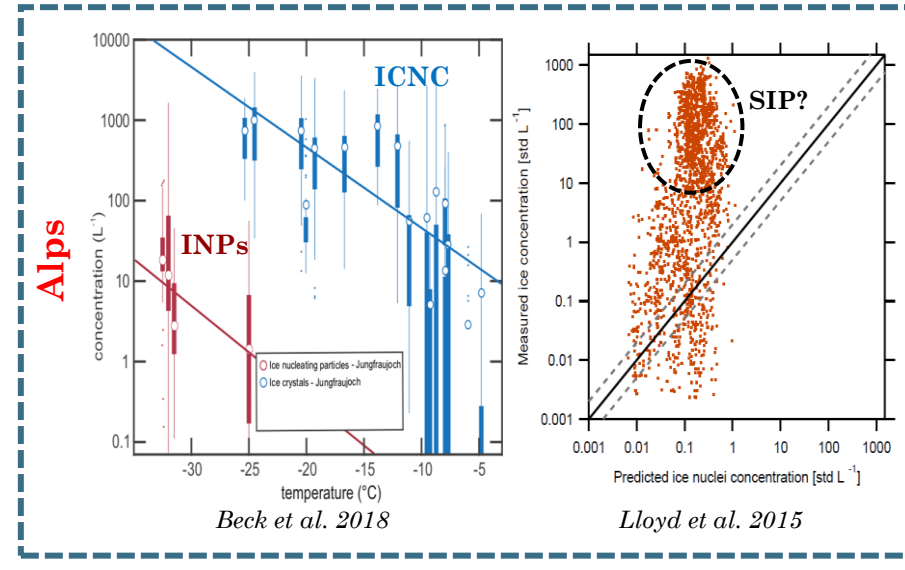 Alps
10000
1000
100
10
1
0.1
concentration (L⁻¹)
ICNC
INPs
Ice nucleating particles - Jungfraujoch
Ice crystals - Jungfraujoch
-30
-25
-20
-15
-10
-5
temperature (°C)
Beck et al. 2018
1000
100
10
1
0.1
0.01
0.001
Measured ice concentration [std L⁻¹]
SIP?
0.001
0.01
0.1
1
10
100
1000
Predicted ice nuclei concentration [std L ⁻¹]
Lloyd et al. 2015